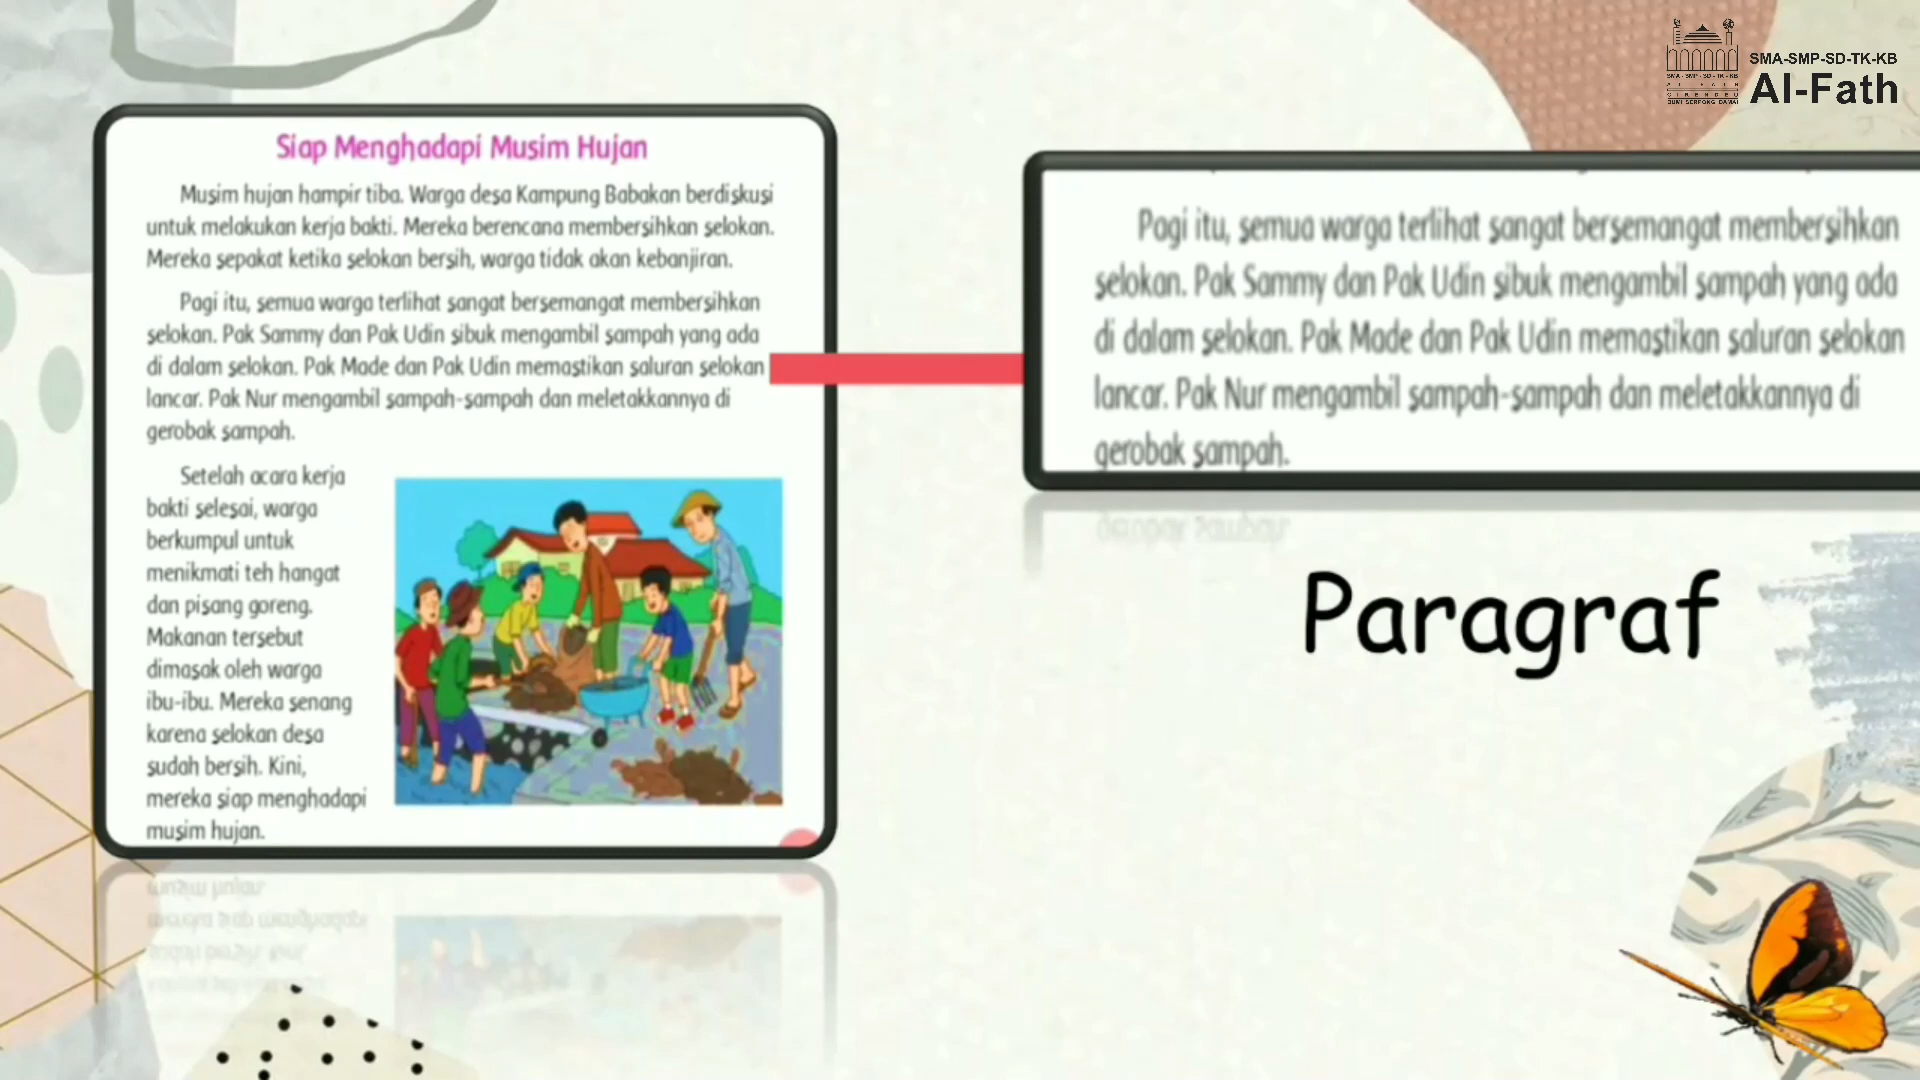 SMA-SMP-SD-TK-KB
Al-Fath
SMA - SMP - SD - TK - KB
A L F A T H
C I R E N D E U
BUMI SERPONG DAMAI
Siap Menghadapi Musim Hujan
Musim hujan hampir tiba. Warga desa Kampung Babakan berdiskusi
untuk melakukan kerja bakti. Mereka berencana membersihkan selokan.
Mereka sepakat ketika selokan bersih, warga tidak akan kebanjiran.
Pagi itu, semua warga terlihat sangat bersemangat membersihkan
selokan. Pak Sammy dan Pak Udin sibuk mengambil sampah yang ada
di dalam selokan. Pak Made dan Pak Udin memastikan saluran selokan
lancar. Pak Nur mengambil sampah-sampah dan meletakkannya di
gerobak sampah.
Setelah acara kerja
bakti selesai, warga
berkumpul untuk
menikmati teh hangat
dan pisang goreng.
Makanan tersebut
dimasak oleh warga
ibu-ibu. Mereka senang
karena selokan desa
sudah bersih. Kini,
mereka siap menghadapi
musim hujan.
Pagi itu, semua warga terlihat sangat bersemangat membersihkan
selokan. Pak Sammy dan Pak Udin sibuk mengambil sampah yang ada
di dalam selokan. Pak Made dan Pak Udin memastikan saluran selokan
lancar. Pak Nur mengambil sampah-sampah dan meletakkannya di
gerobak sampah.
Paragraf